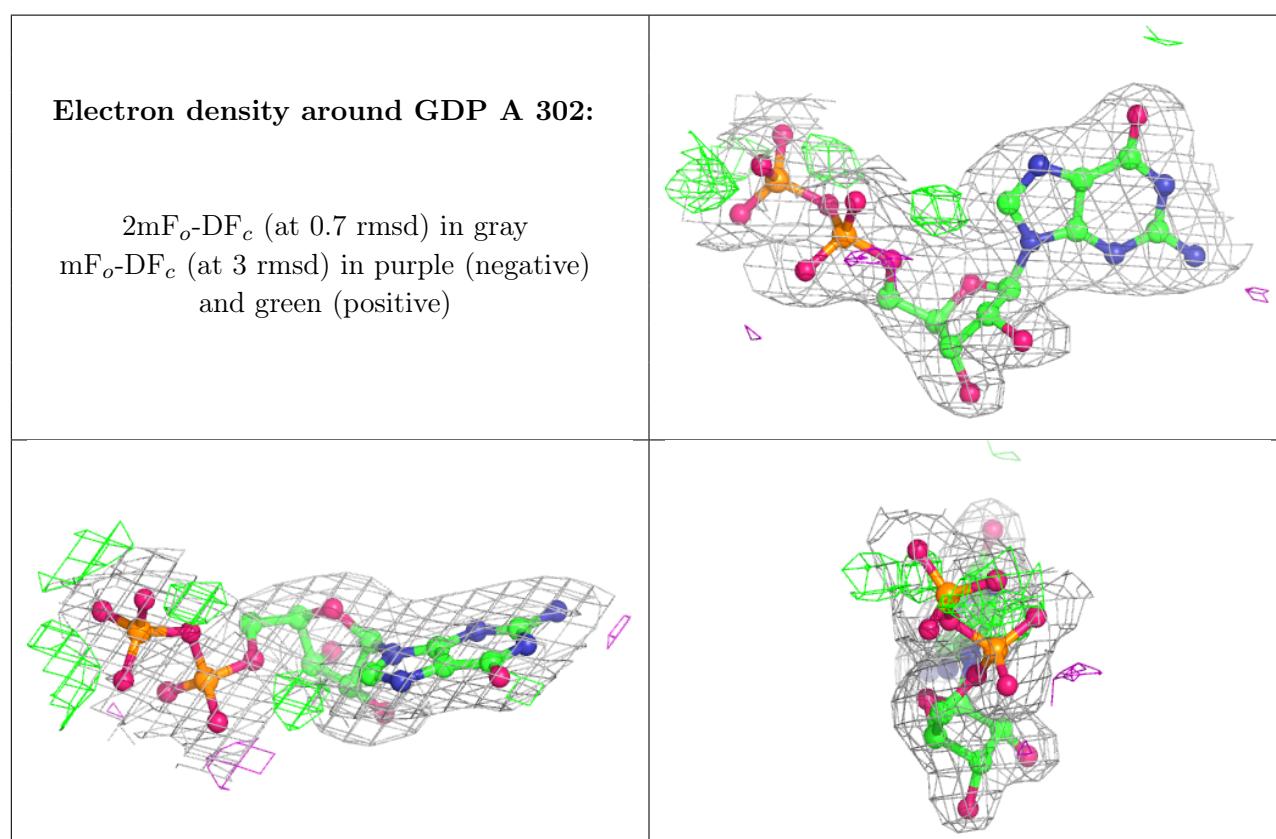 Electron density around GDP A 302:
2mFo-DFc (at 0.7 rmsd) in gray
mFo-DFc (at 3 rmsd) in purple (negative)
and green (positive)